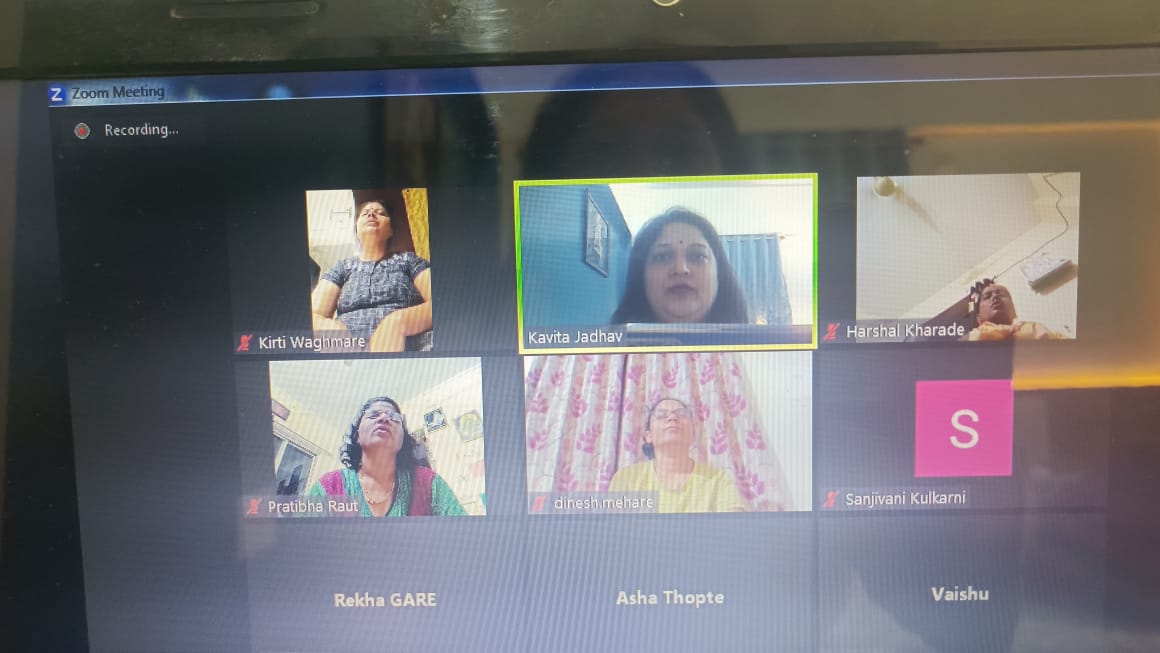 Zoom Meeting
Recording...
Kirti Waghmare
Kavita Jadhav
Harshal Kharade
Pratibha Raut
dinesh.mehare
S
Sanjivani Kulkarni
Rekha GARE
Asha Thopte
Vaishu